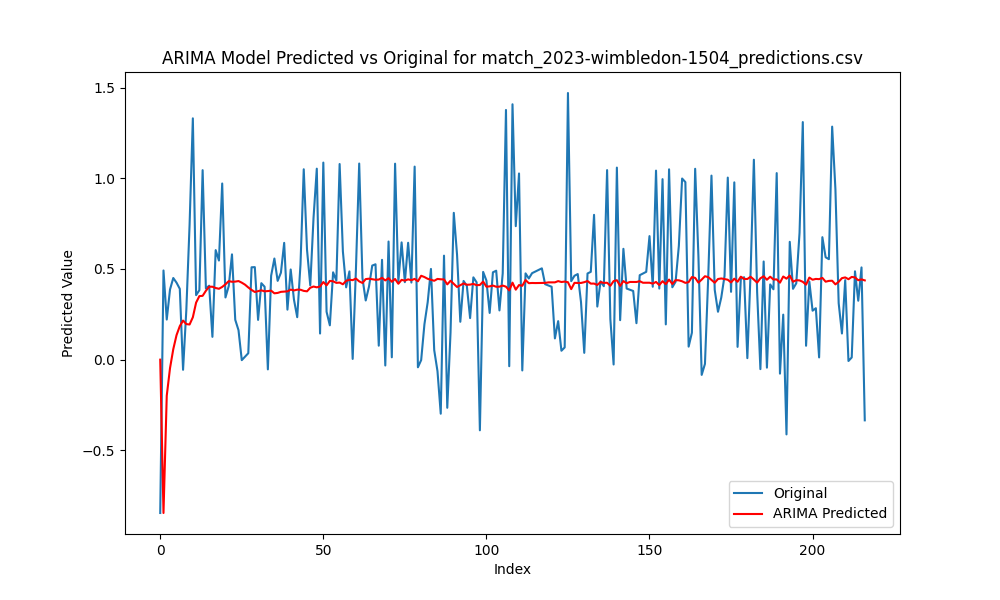 ARIMA Model Predicted vs Original for match_2023-wimbledon-1504_predictions.csv
Predicted Value
1.5
1.0
0.5
0.0
−0.5
0
50
100
150
200
Index
Original
ARIMA Predicted